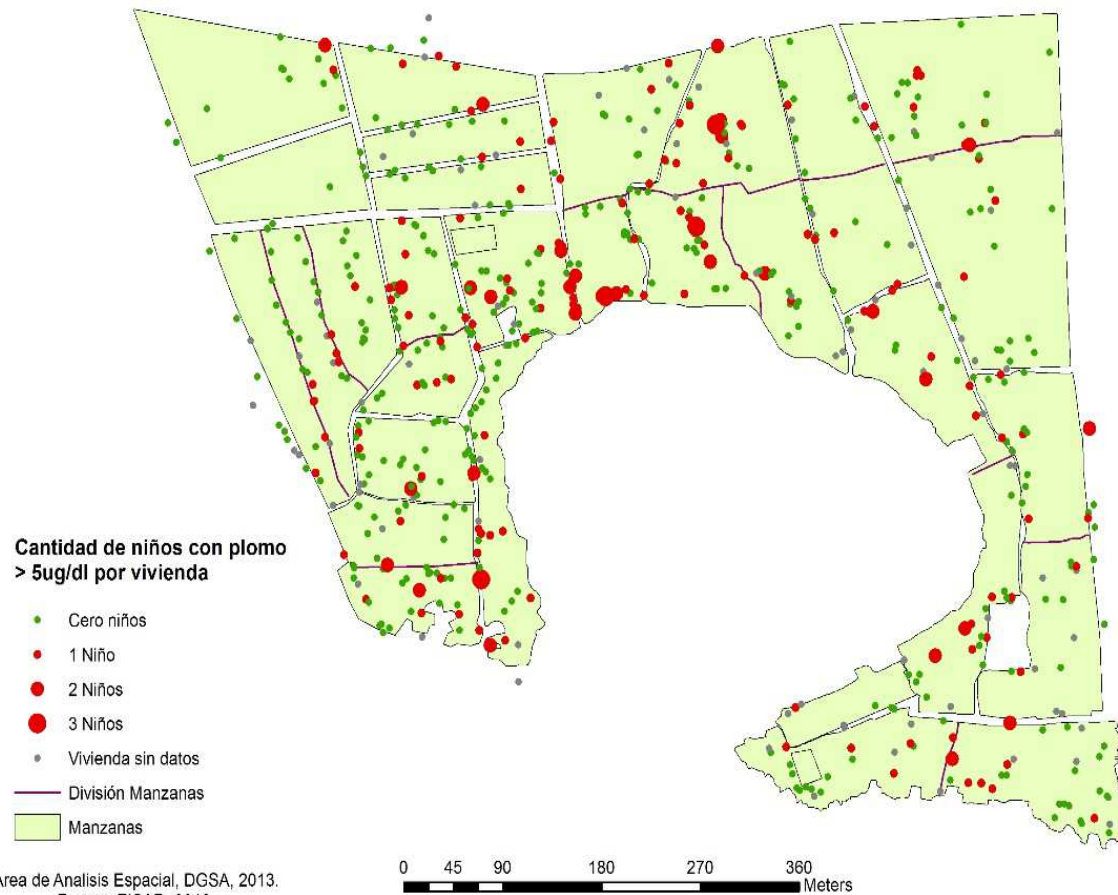 Cantidad de niños con plomo
> 5ug/dl por vivienda
Cero niños
1 Niño
2 Niños
3 Niños
Vivienda sin datos
División Manzanas
Manzanas
Area de Analisis Espacial, DGSA, 2013.
0 45 90 180 270 360
Meters